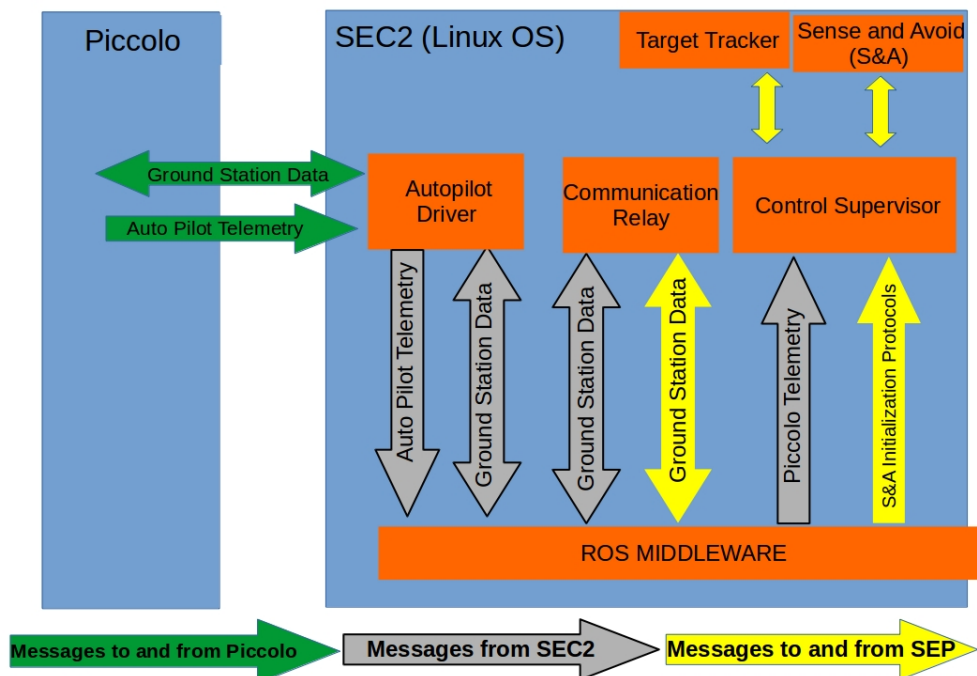 Piccolo
SEC2 (Linux OS)
Target Tracker
Sense and Avoid
(S&A)
Ground Station Data
Auto Pilot Telemetry
Autopilot
Driver
Communication
Relay
Control Supervisor
Auto Pilot Telemetry
Ground Station Data
Ground Station Data
Ground Station Data
Piccolo Telemetry
S&A Initialization Protocols
ROS MIDDLEWARE
Messages to and from Piccolo
Messages from SEC2
Messages to and from SEP